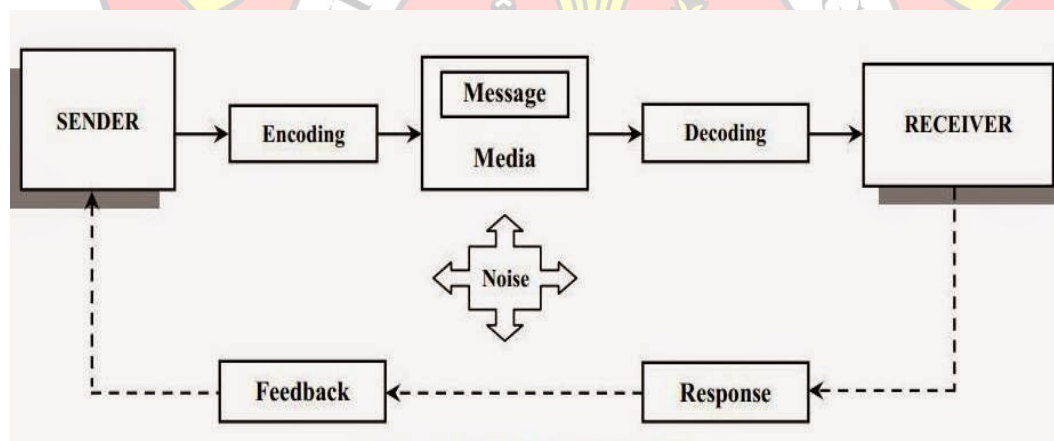 SENDER
Encoding
Message
Media
Decoding
RECEIVER
Noise
Feedback
Response